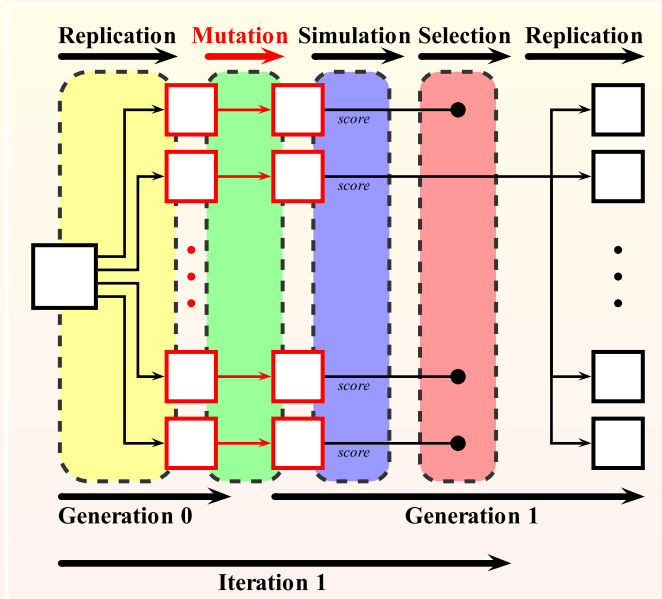 Replication Mutation Simulation Selection Replication
score
score
score
score
Generation 0 Generation 1
Iteration 1